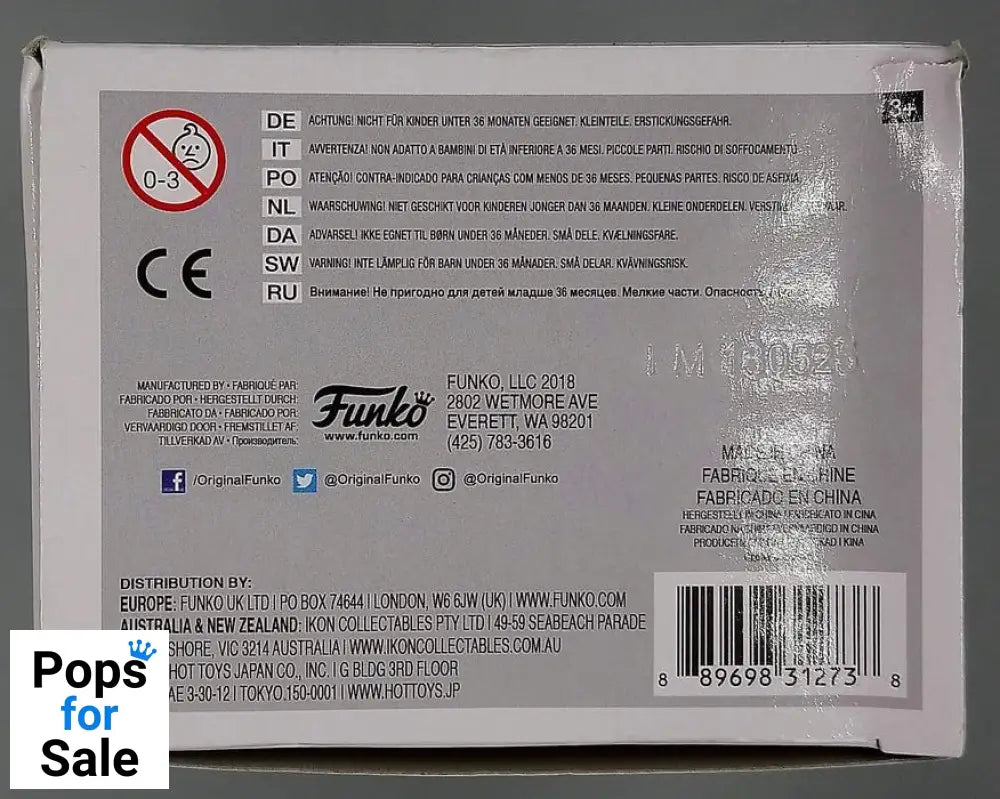 3+
0-3
DE ACHTUNG! NICHT FÜR KINDER UNTER 36 MONATEN GEEIGNET. KLEINTEILE. ERSTICKUNGSGEFAHR.
IT AVVERTENZA! NON ADATTO A BAMBINI DI ETÀ INFERIORE A 36 MESI. PICCOLE PARTI. RISCHIO DI SOFFOCAMENTO.
PO ATENÇÃO! CONTRA-INDICADO PARA CRIANÇAS COM MENOS DE 36 MESES. PEQUENAS PARTES. RISCO DE ASFIXIA.
NL WAARSCHUWING! NIET GESCHIKT VOOR KINDEREN JONGER DAN 36 MAANDEN. KLEINE ONDERDELEN.
DA ADVARSEL! IKKE EGNET TIL BØRN UNDER 36 MÅNEDER. SMÅ DELE. KVÆLNINGSFARE.
SW VARNING! INTE LÄMPLIG FÖR BARN UNDER 36 MÅNADER. SMÅ DELAR. KVÄVNINGSRISK.
RU Внимание! Не пригодно для детей младше 36 месяцев. Мелкие части.
CE
MANUFACTURED BY • FABRIQUÉ PAR:
FABRICADO POR • HERGESTELLT DURCH:
FABBRICATO DA • FABRICADO POR:
VERVAARDIGD DOOR • FREMSTILLET AF:
TILLVERKAD AV • Производитель:
Funko
www.funko.com
FUNKO, LLC 2018
2802 WETMORE AVE
EVERETT, WA 98201
(425) 783-3616
/OriginalFunko @OriginalFunko @OriginalFunko
FABRIQUÉ EN CHINE
FABRICADO EN CHINA
DISTRIBUTION BY:
EUROPE: FUNKO UK LTD I PO BOX 74644 I LONDON, W6 6JW (UK) I WWW.FUNKO.COM
AUSTRALIA & NEW ZEALAND: IKON COLLECTABLES PTY LTD I 49-59 SEABEACH PARADE
SHORE, VIC 3214 AUSTRALIA I WWW.IKONCOLLECTABLES.COM.AU
HOT TOYS JAPAN CO., INC. I G BLDG 3RD FLOOR
AE 3-30-12 I TOKYO.150-0001 I WWW.HOTTOYS.JP
8 89698 31273 8
Pops
for
Sale